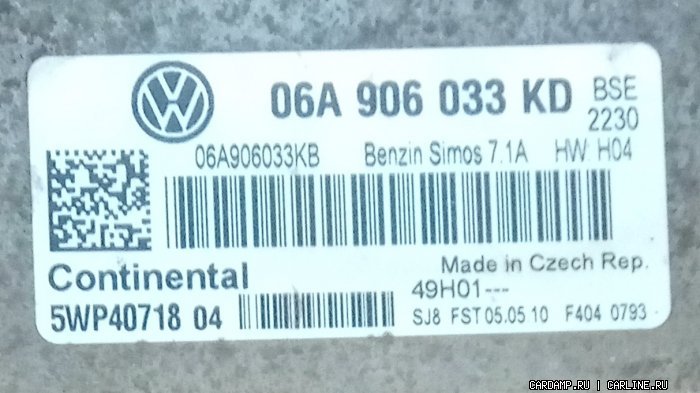 06A 906 033 KD BSE
2230
06A906033KB Benzin Simos 7.1A HW: H04
Continental Made in Czech Rep.
49H01---
5WP40718 04 SJ8 FST 05.05.10 F404 0793
CARDAMP.RU | CARLINE.RU